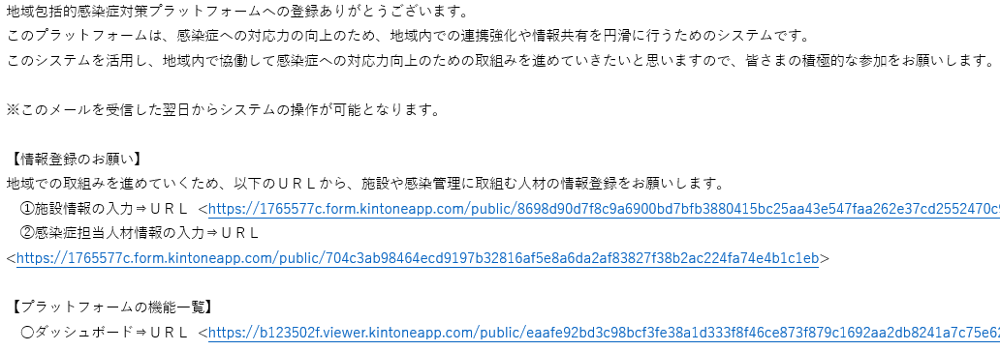 地域包括的感染症対策プラットフォームへの登録ありがとうございます。
このプラットフォームは、感染症への対応力の向上のため、地域内での連携強化や情報共有を円滑に行うためのシステムです。
このシステムを活用し、地域内で協働して感染症への対応力向上のための取組みを進めていきたいと思いますので、皆さまの積極的な参加をお願いします。
※このメールを受信した翌日からシステムの操作が可能となります。
【情報登録のお願い】
地域での取組みを進めていくため、以下のＵＲＬから、施設や感染管理に取組む人材の情報登録をお願いします。
①施設情報の入力⇒ＵＲＬ <https://1765577c.form.kintoneapp.com/public/8698d90d7f8c9a6900bd7bfb3880415bc25aa43e547faa262e37cd2552470c9
②感染症担当人材情報の入力⇒ＵＲＬ
<https://1765577c.form.kintoneapp.com/public/704c3ab98464ecd9197b32816af5e8a6da2af83827f38b2ac224fa74e4b1c1eb>
【プラットフォームの機能一覧】
○ダッシュボード⇒ＵＲＬ <https://b123502f.viewer.kintoneapp.com/public/eaafe92bd3c98bcf3fe38a1d333f8f46ce873f879c1692aa2db8241a7c75e62